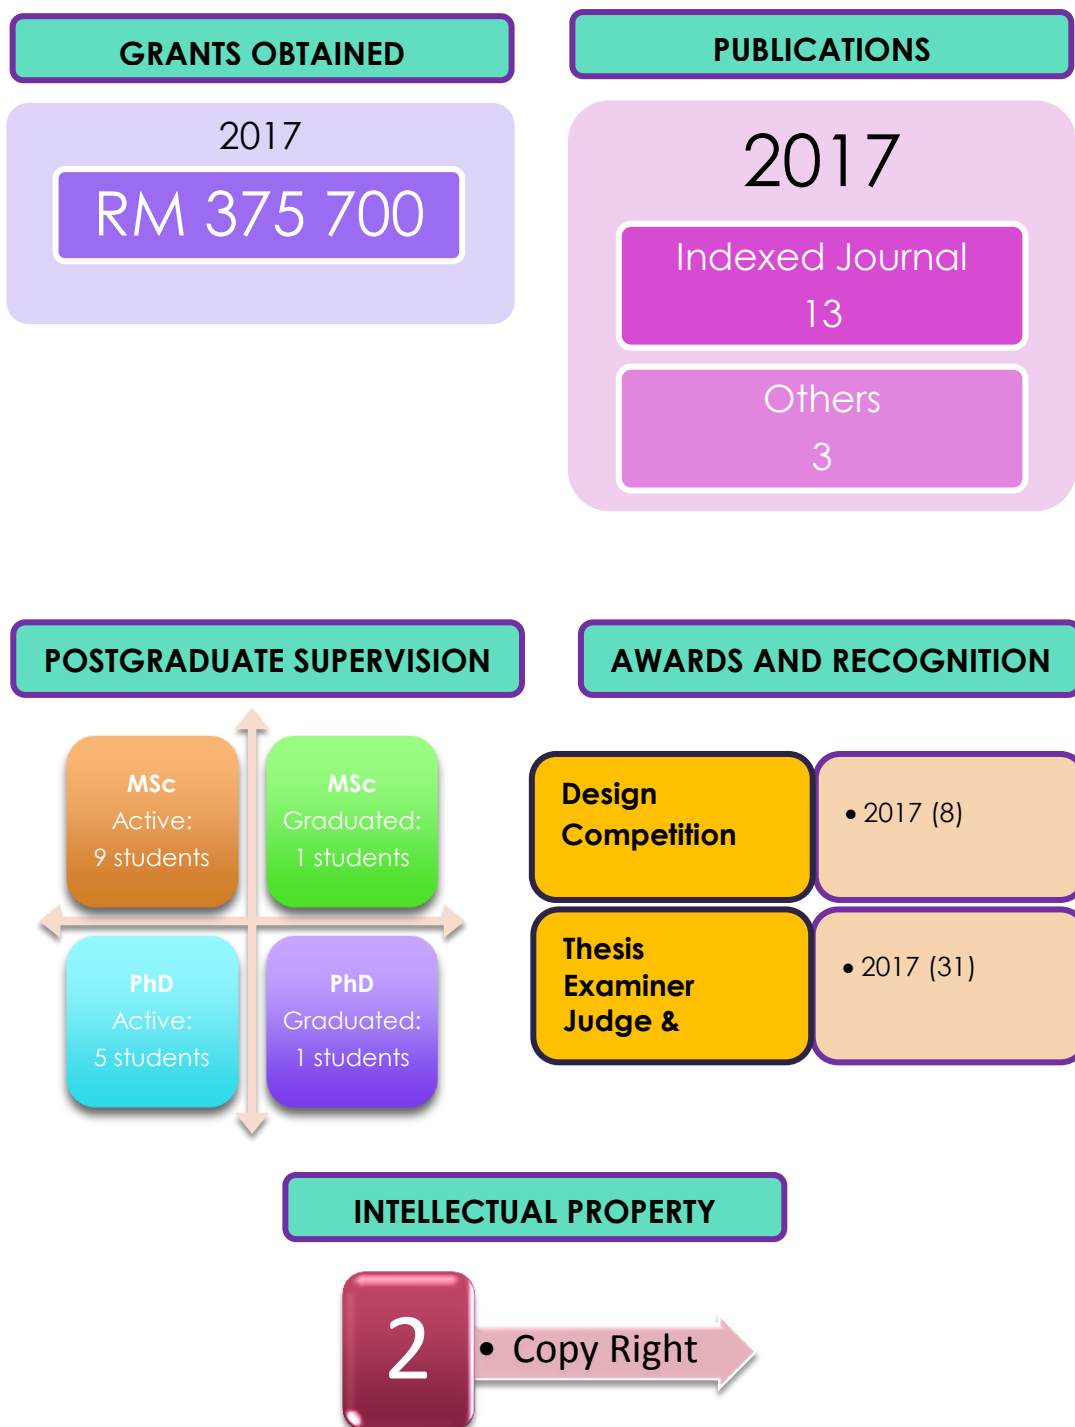 GRANTS OBTAINED
2017
RM 375 700
PUBLICATIONS
2017
Indexed Journal
13
Others
3
POSTGRADUATE SUPERVISION
MSc
Active:
9 students
MSc
Graduated:
1 students
PhD
Active:
5 students
PhD
Graduated:
1 students
AWARDS AND RECOGNITION
Design
Competition
• 2017 (8)
Thesis
Examiner
Judge &
• 2017 (31)
INTELLECTUAL PROPERTY
2
• Copy Right